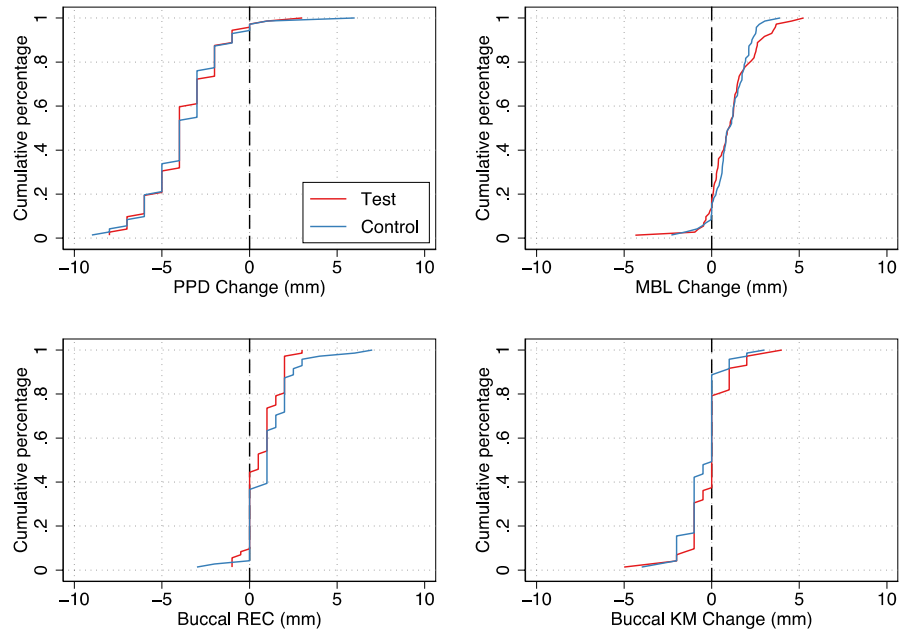 Cumulative percentage
0 .2 .4 .6 .8 1
Test
Control
−10 −5 0 5 10
PPD Change (mm)
Cumulative percentage
0 .2 .4 .6 .8 1
−10 −5 0 5 10
MBL Change (mm)
Cumulative percentage
0 .2 .4 .6 .8 1
−10 −5 0 5 10
Buccal REC (mm)
Cumulative percentage
0 .2 .4 .6 .8 1
−10 −5 0 5 10
Buccal KM Change (mm)